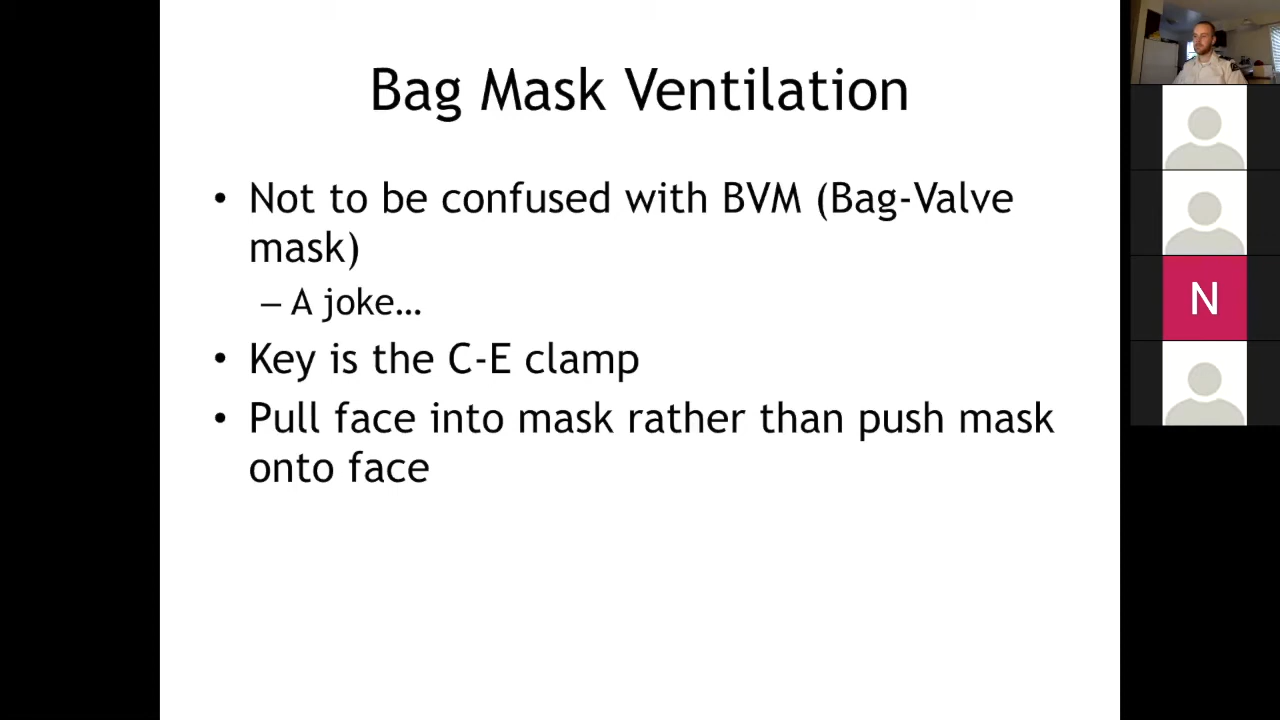 Bag Mask Ventilation
• Not to be confused with BVM (Bag-Valve
mask)
– A joke…
• Key is the C-E clamp
• Pull face into mask rather than push mask
onto face
N